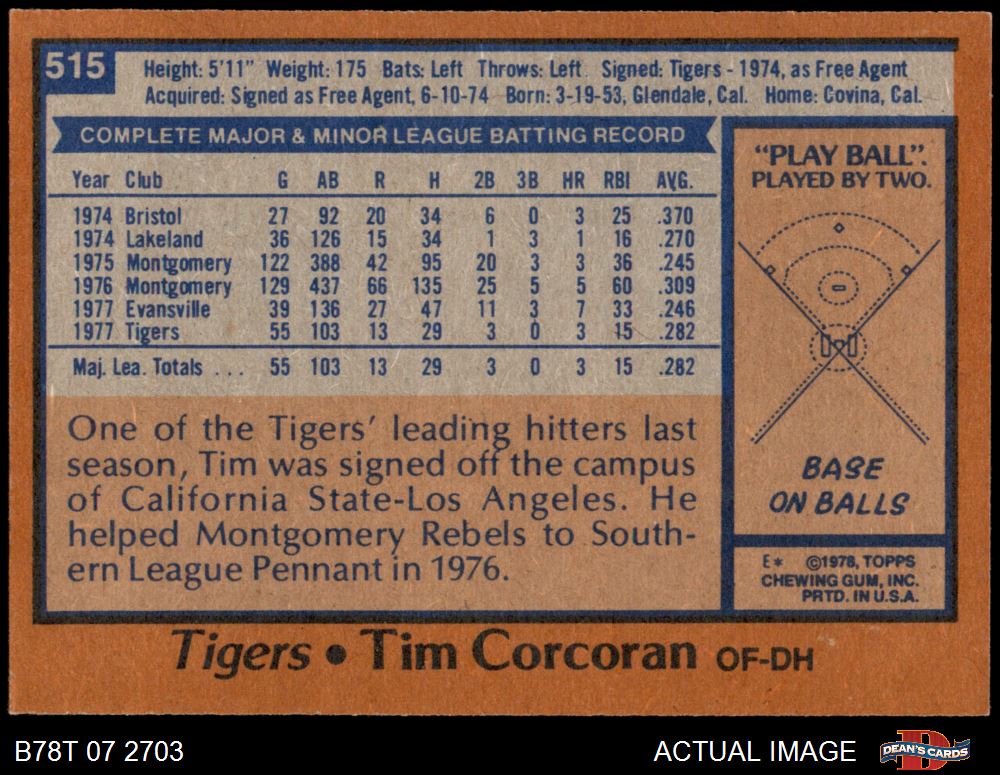 515
Height: 5'11" Weight: 175 Bats: Left Throws: Left Signed: Tigers - 1974, as Free Agent
Acquired: Signed as Free Agent, 6-10-74 Born: 3-19-53, Glendale, Cal. Home: Covina, Cal.
COMPLETE MAJOR & MINOR LEAGUE BATTING RECORD
Year Club G AB R H 2B 3B HR RBI AVG.
1974 Bristol 27 92 20 34 6 0 3 25 .370
1974 Lakeland 36 126 15 34 1 3 1 16 .270
1975 Montgomery 122 388 42 95 20 3 3 36 .245
1976 Montgomery 129 437 66 135 25 5 5 60 .309
1977 Evansville 39 136 27 47 11 3 7 33 .246
1977 Tigers 55 103 13 29 3 0 3 15 .282
Maj. Lea. Totals . . . 55 103 13 29 3 0 3 15 .282
One of the Tigers' leading hitters last
season, Tim was signed off the campus
of California State-Los Angeles. He
helped Montgomery Rebels to South-
ern League Pennant in 1976.
"PLAY BALL".
PLAYED BY TWO.
BASE
ON BALLS
E* ©1978, TOPPS
CHEWING GUM, INC.
PRTD. IN U.S.A.
Tigers • Tim Corcoran OF-DH
B78T 07 2703
ACTUAL IMAGE
D
DEAN'S CARDS